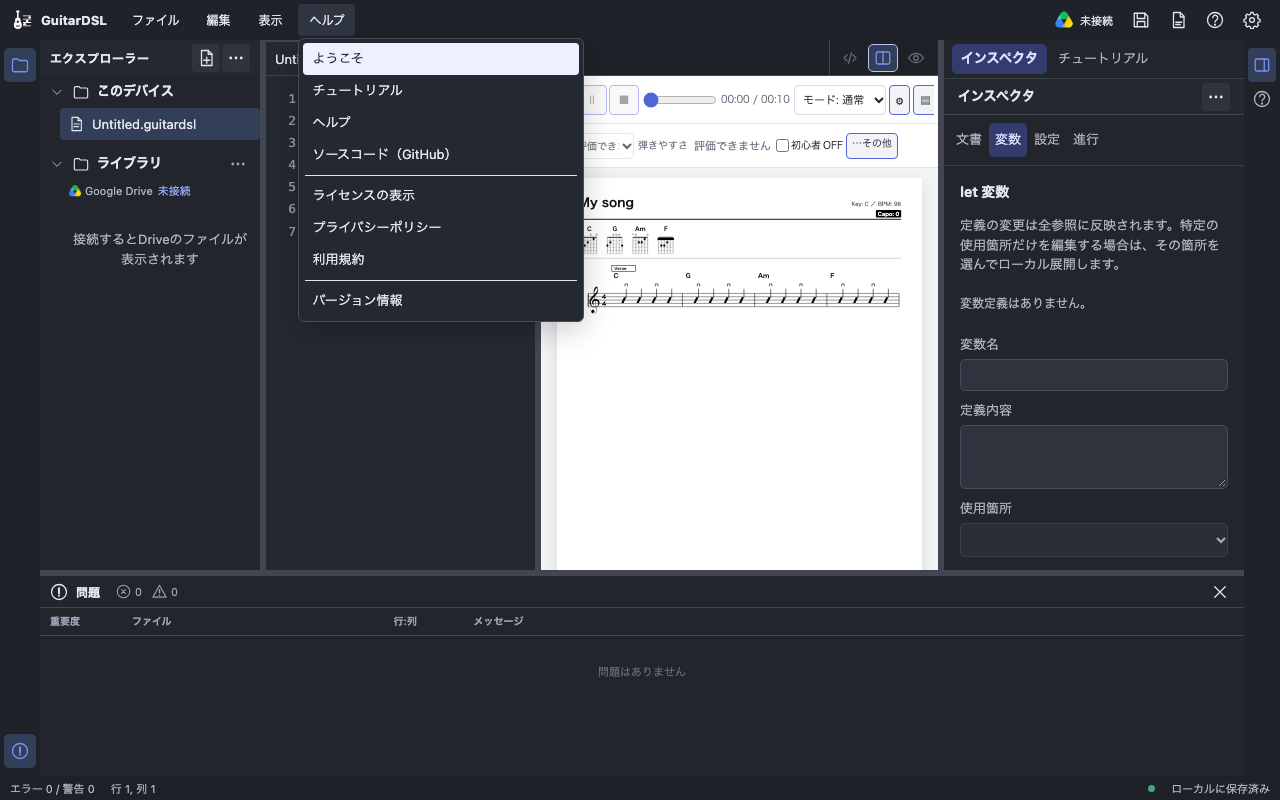 GuitarDSL ファイル 編集 表示 ヘルプ 未接続
エクスプローラー
このデバイス
Untitled.guitardsl
ライブラリ
Google Drive 未接続
接続するとDriveのファイルが
表示されます
ようこそ
チュートリアル
ヘルプ
ソースコード（GitHub）
ライセンスの表示
プライバシーポリシー
利用規約
バージョン情報
1
2
3
4
5
6
7
00:00 / 00:10 モード: 通常
弾きやすさ 評価できません 初心者 OFF …その他
My song
Key: C ／ BPM: 96
Capo: 0
C G Am F
Verse
C G Am F
インスペクタ チュートリアル
インスペクタ
文書 変数 設定 進行
let 変数
定義の変更は全参照に反映されます。特定の
使用箇所だけを編集する場合は、その箇所を
選んでローカル展開します。
変数定義はありません。
変数名
定義内容
使用箇所
問題 0 0
重要度 ファイル 行:列 メッセージ
問題はありません
エラー 0 / 警告 0 行 1, 列 1 ローカルに保存済み